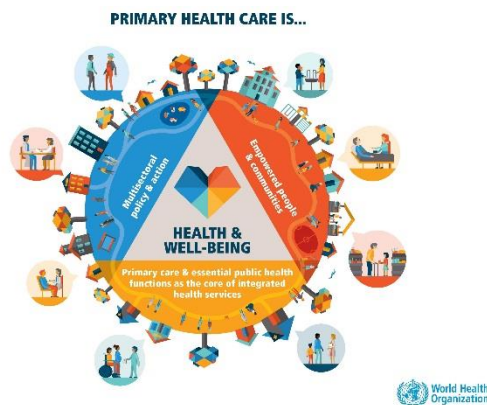 PRIMARY HEALTH CARE IS...
Multisectoral
policy & action
Empowered people
& communities
HEALTH &
WELL-BEING
Primary care & essential public health
functions as the core of integrated
health services
World Health
Organization